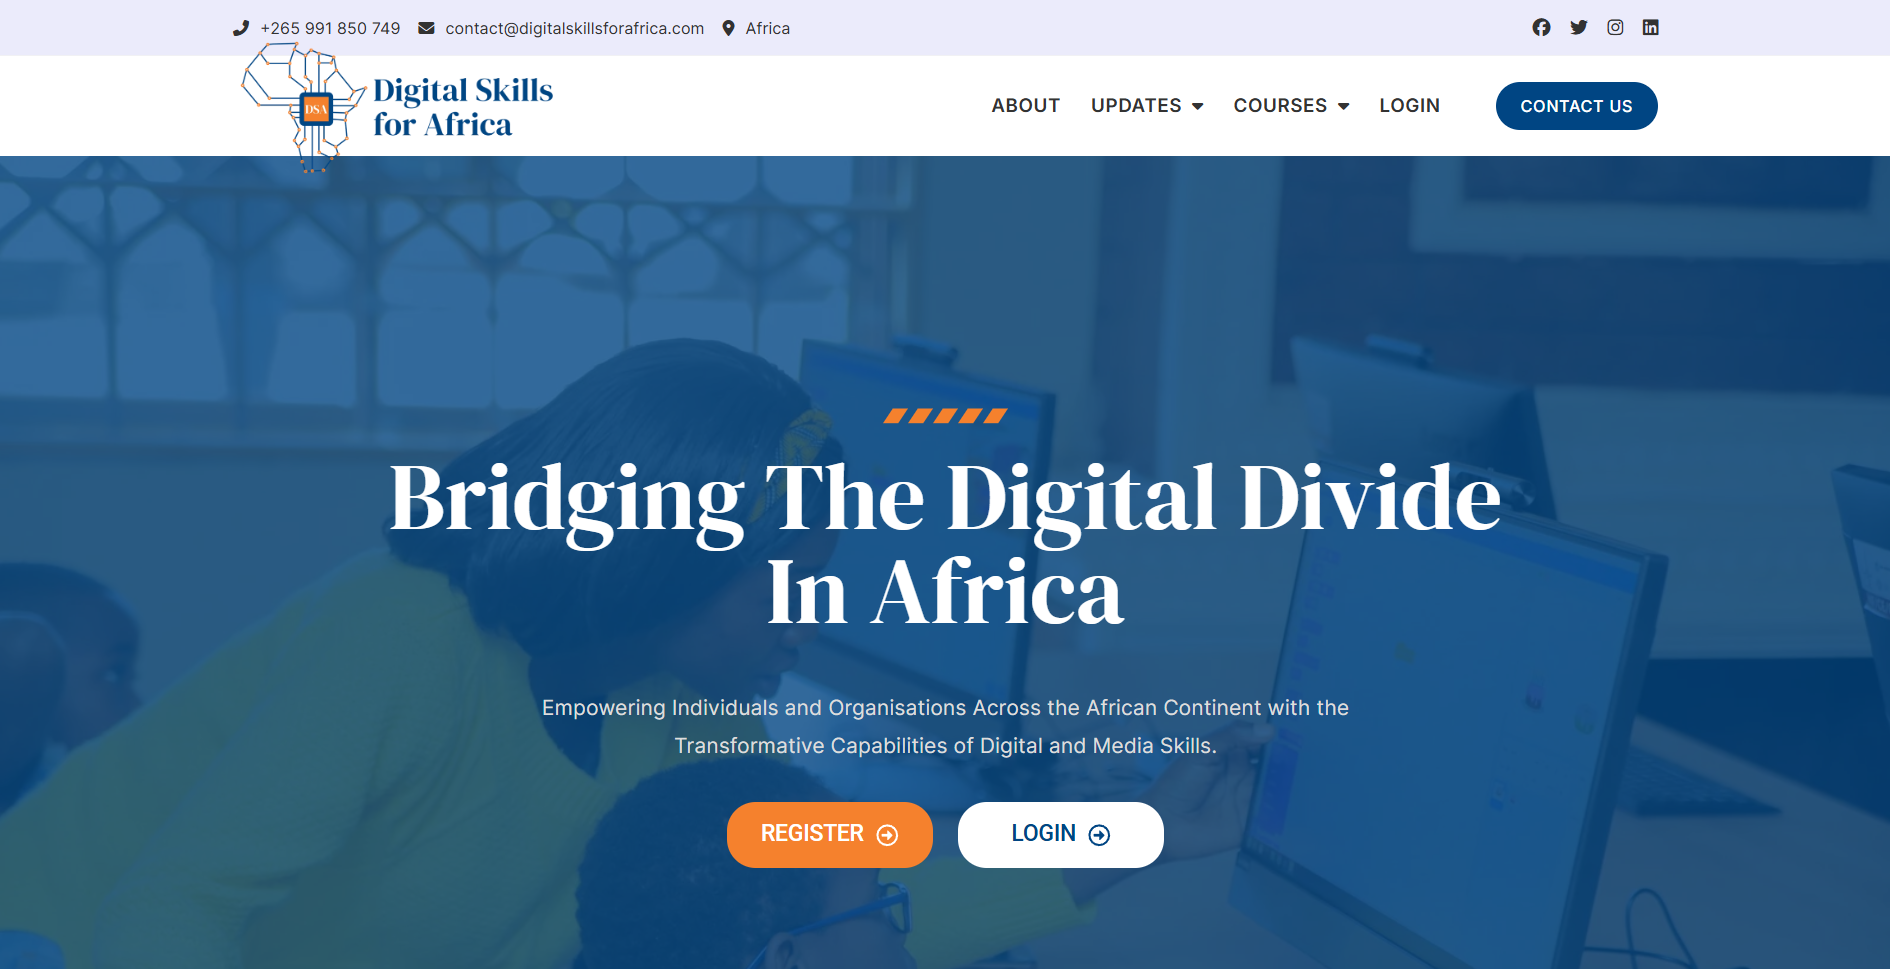 +265 991 850 749 contact@digitalskillsforafrica.com Africa
DSA
Digital Skills
for Africa
ABOUT UPDATES COURSES LOGIN CONTACT US
Bridging The Digital Divide
In Africa
Empowering Individuals and Organisations Across the African Continent with the
Transformative Capabilities of Digital and Media Skills.
REGISTER LOGIN